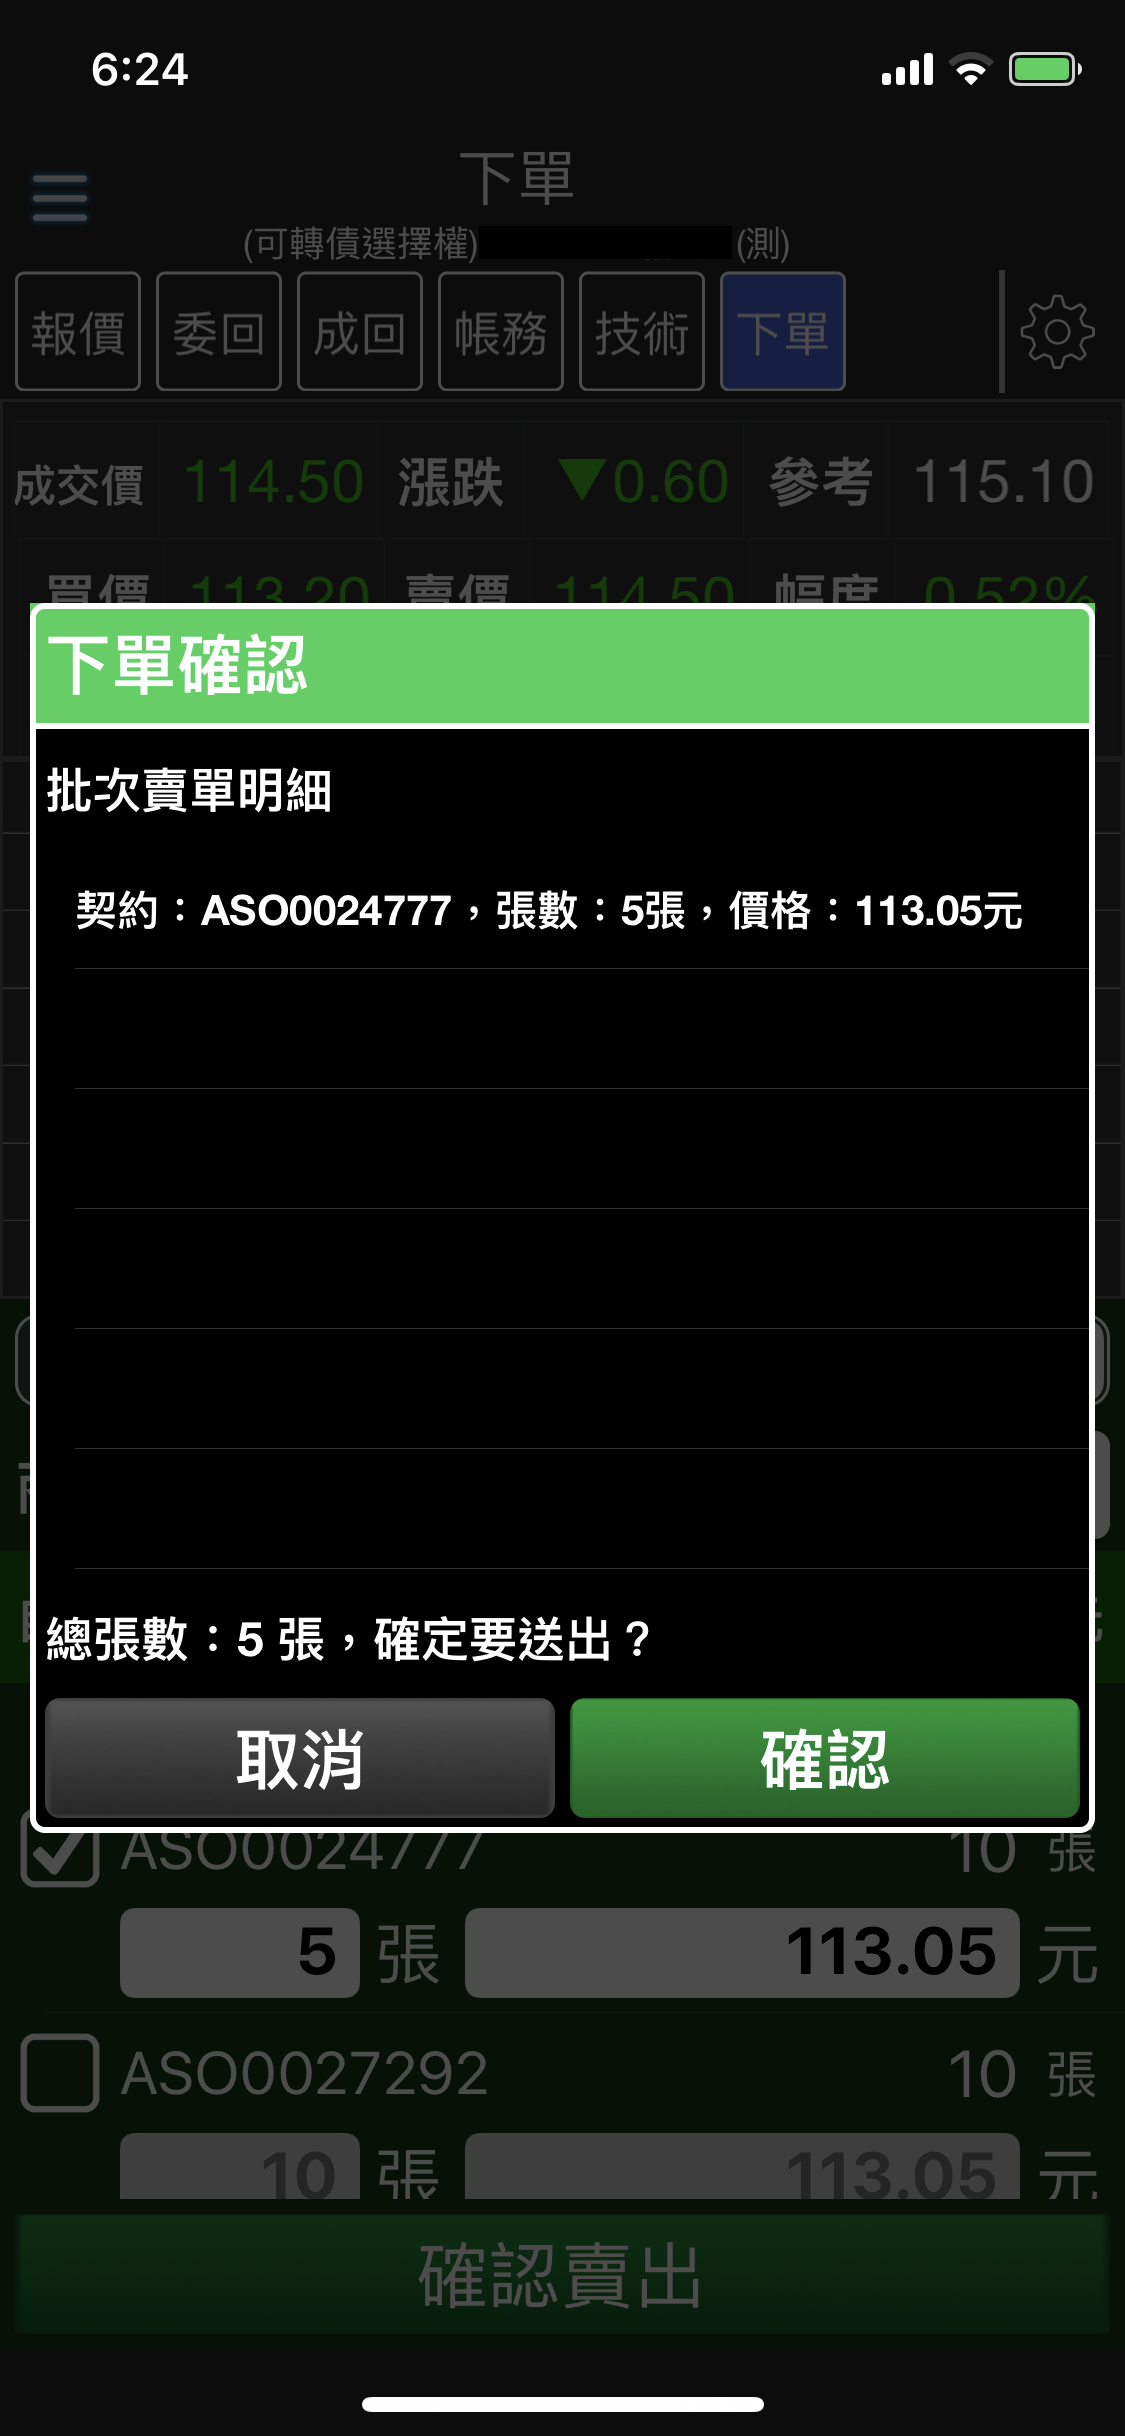 6:24
下單
(可轉債選擇權) (測)
報價 委回 成回 帳務 技術 下單
成交價 114.50 漲跌 ▼0.60 參考 115.10
買價 113.20 賣價 114.50 幅度 0.52%
下單確認
批次賣單明細
契約：ASO0024777，張數：5張，價格：113.05元
總張數：5 張，確定要送出？
取消 確認
ASO0024777 10 張
5 張 113.05 元
ASO0027292 10 張
10 張 113.05 元
確認賣出